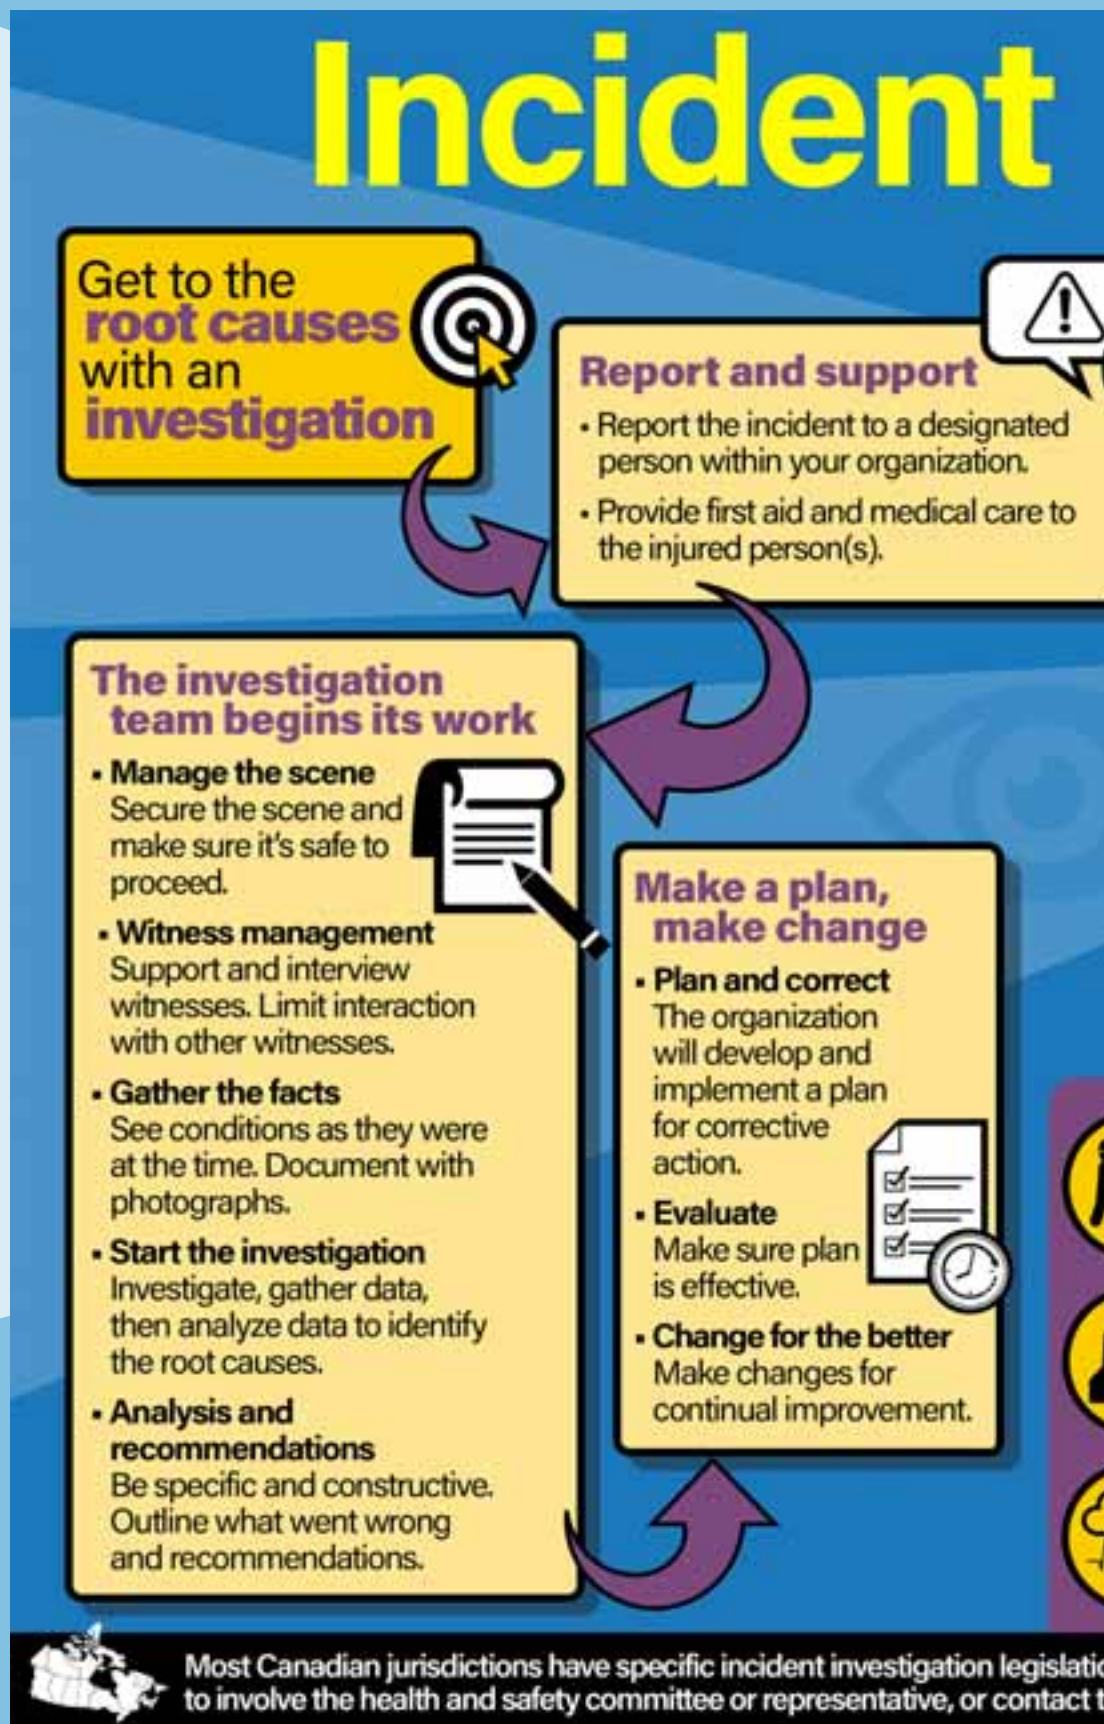 Incident
Get to the
root causes
with an
investigation
Report and support
• Report the incident to a designated
person within your organization.
• Provide first aid and medical care to
the injured person(s).
The investigation
team begins its work
• Manage the scene
Secure the scene and
make sure it's safe to
proceed.
• Witness management
Support and interview
witnesses. Limit interaction
with other witnesses.
• Gather the facts
See conditions as they were
at the time. Document with
photographs.
• Start the investigation
Investigate, gather data,
then analyze data to identify
the root causes.
• Analysis and
recommendations
Be specific and constructive.
Outline what went wrong
and recommendations.
Make a plan,
make change
• Plan and correct
The organization
will develop and
implement a plan
for corrective
action.
• Evaluate
Make sure plan
is effective.
• Change for the better
Make changes for
continual improvement.
Most Canadian jurisdictions have specific incident investigation
to involve the health and safety committee or representative, or contact